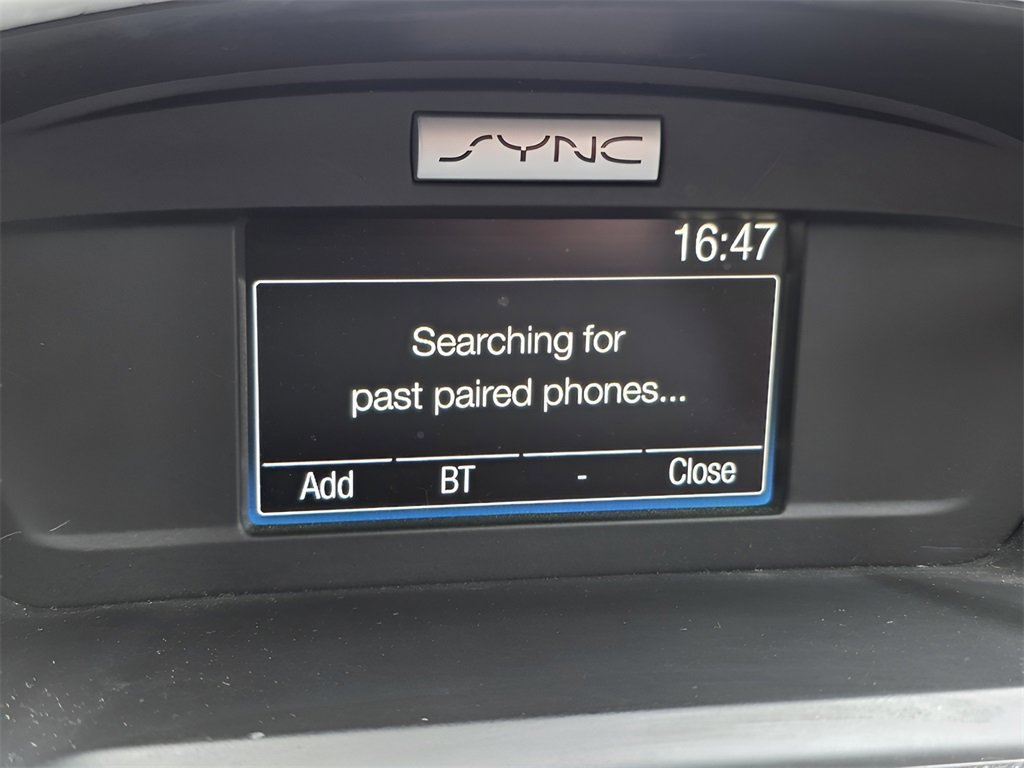 SYNC
16:47
Searching for
past paired phones...
Add BT - Close